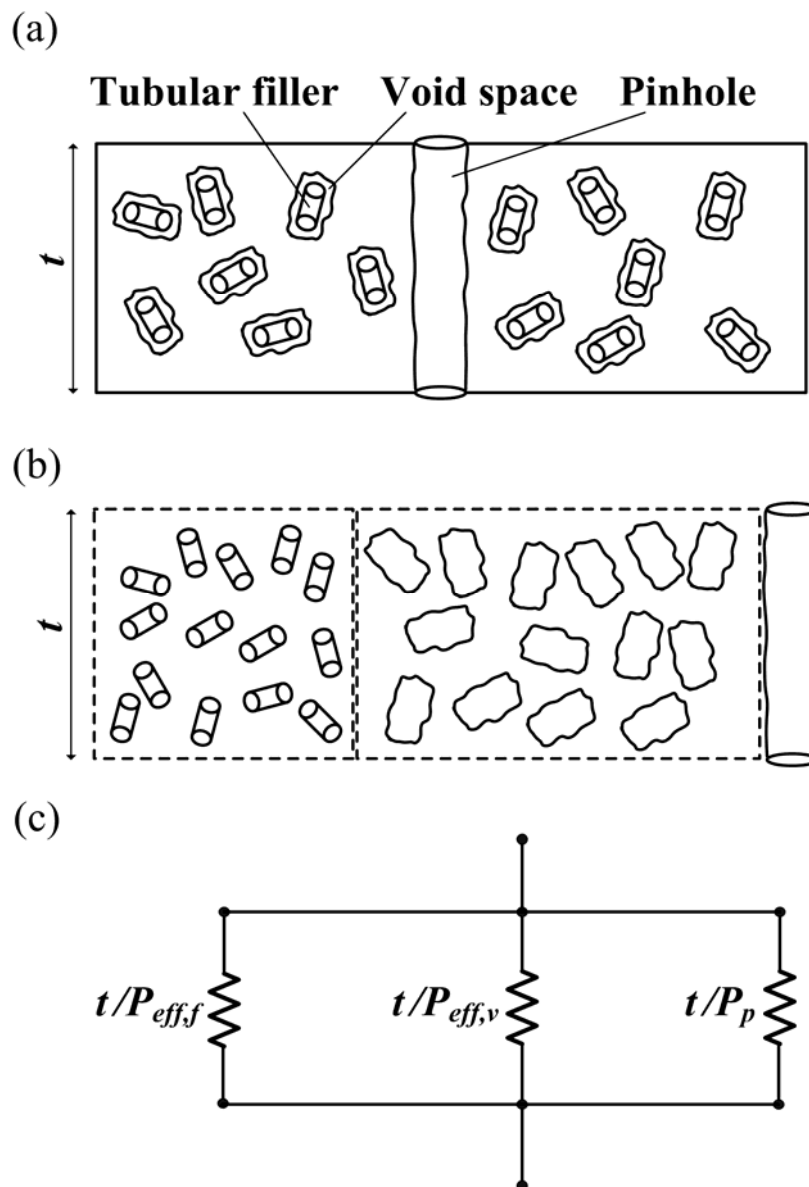 (a)
Tubular filler Void space Pinhole
t
(b)
t
(c)
t/Peff,f t/Peff,v t/Pp